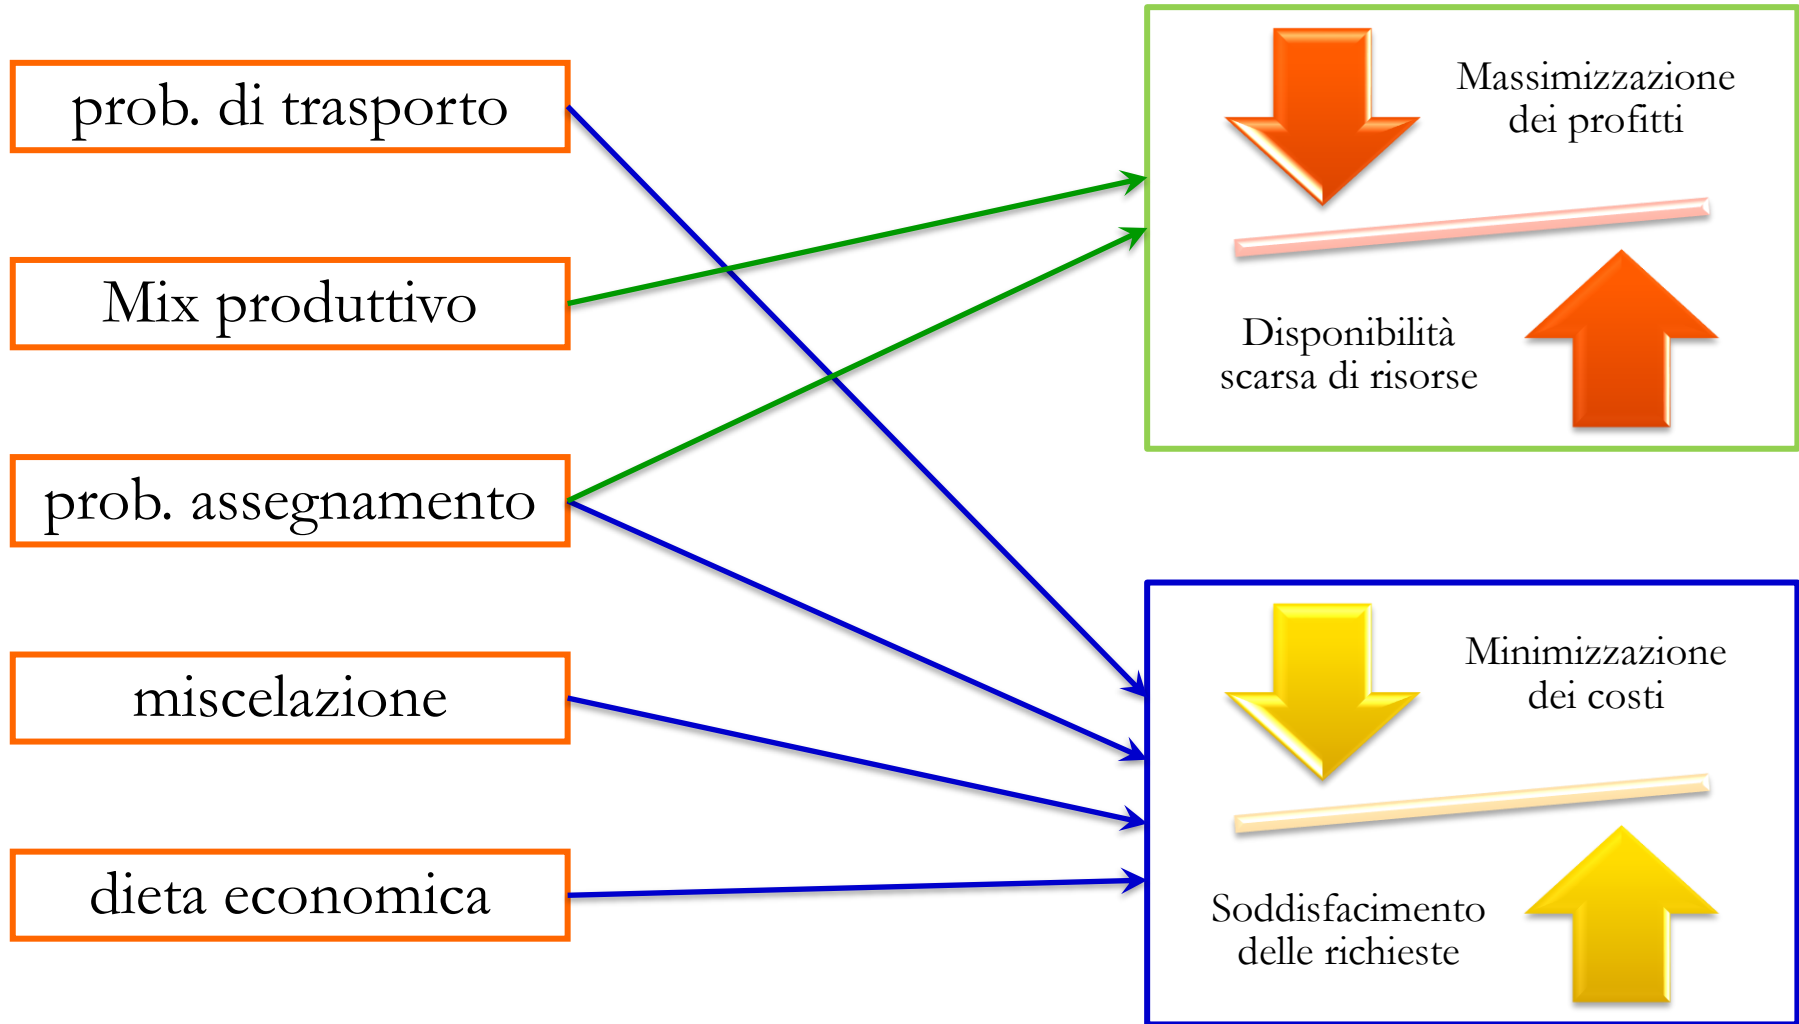 prob. di trasporto
Mix produttivo
prob. assegnamento
miscelazione
dieta economica
Massimizzazione
dei profitti
Disponibilità
scarsa di risorse
Minimizzazione
dei costi
Soddisfacimento
delle richieste